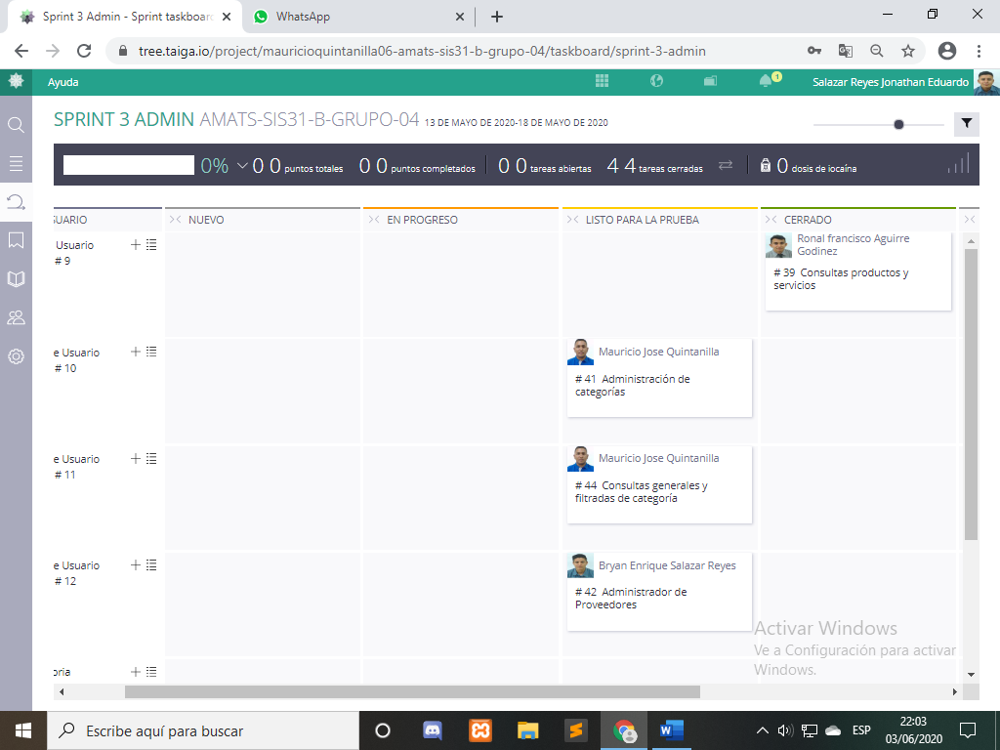 Sprint 3 Admin - Sprint taskboard
WhatsApp
tree.taiga.io/project/mauricioquintanilla06-amats-sis31-b-grupo-04/taskboard/sprint-3-admin
Ayuda
1
Salazar Reyes Jonathan Eduardo
SPRINT 3 ADMIN AMATS-SIS31-B-GRUPO-04 13 DE MAYO DE 2020-18 DE MAYO DE 2020
0% 0 0 puntos totales 0 0 puntos completados 0 0 tareas abiertas 4 4 tareas cerradas 0 dosis de iocaína
SUARIO NUEVO EN PROGRESO LISTO PARA LA PRUEBA CERRADO
Usuario
# 9
Ronal francisco Aguirre
Godinez
# 39 Consultas productos y
servicios
e Usuario
# 10
Mauricio Jose Quintanilla
# 41 Administración de
categorías
e Usuario
# 11
Mauricio Jose Quintanilla
# 44 Consultas generales y
filtradas de categoría
e Usuario
# 12
Bryan Enrique Salazar Reyes
# 42 Administrador de
Proveedores
oria
Activar Windows
Ve a Configuración para activar
Windows.
Escribe aquí para buscar
ESP
22:03
03/06/2020